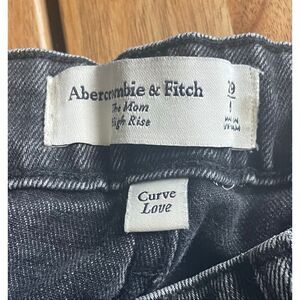 Abercrombie & Fitch
The Mom
High Rise
Curve
Love